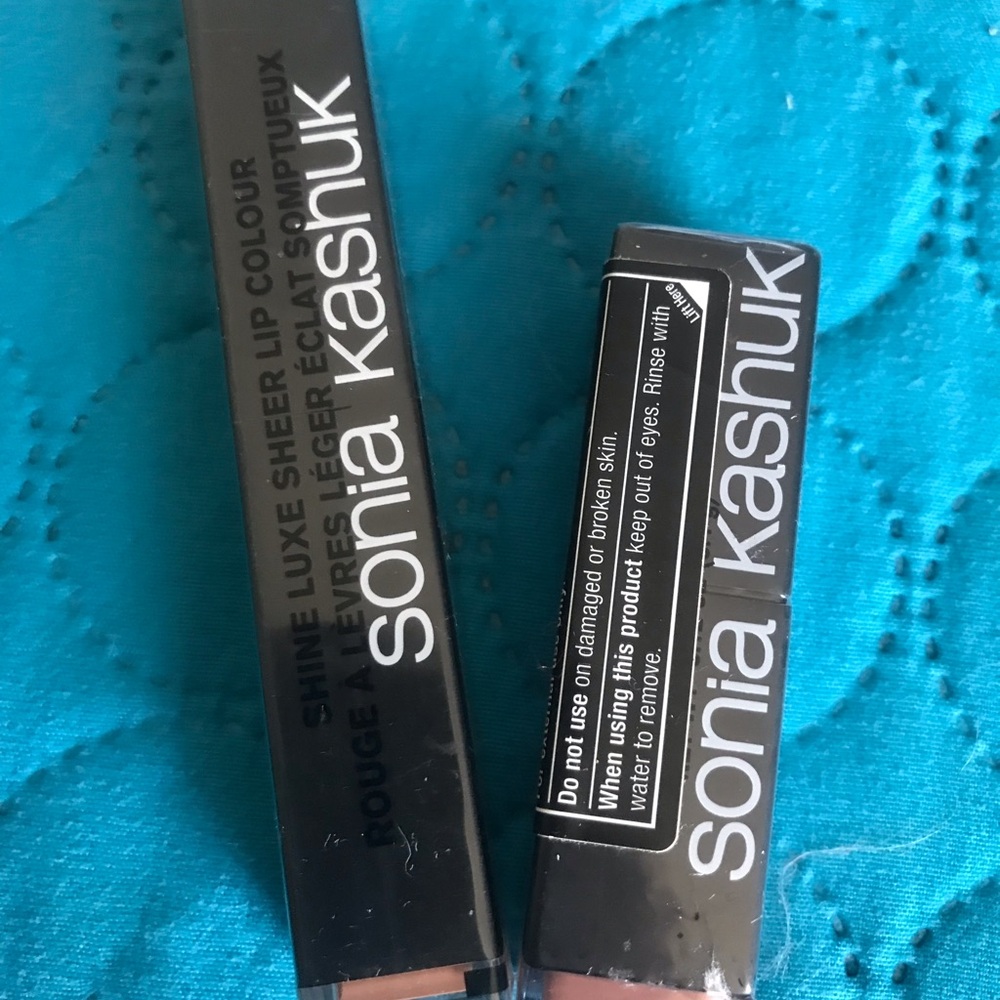 SHINE LUXE SHEER LIP COLOUR
ROUGE À LÈVRES LÉGER ÉCLAT SOMPTUEUX
sonia kashuk
Lift Here
Do not use on damaged or broken skin.
When using this product keep out of eyes. Rinse with
water to remove.
sonia kashuk